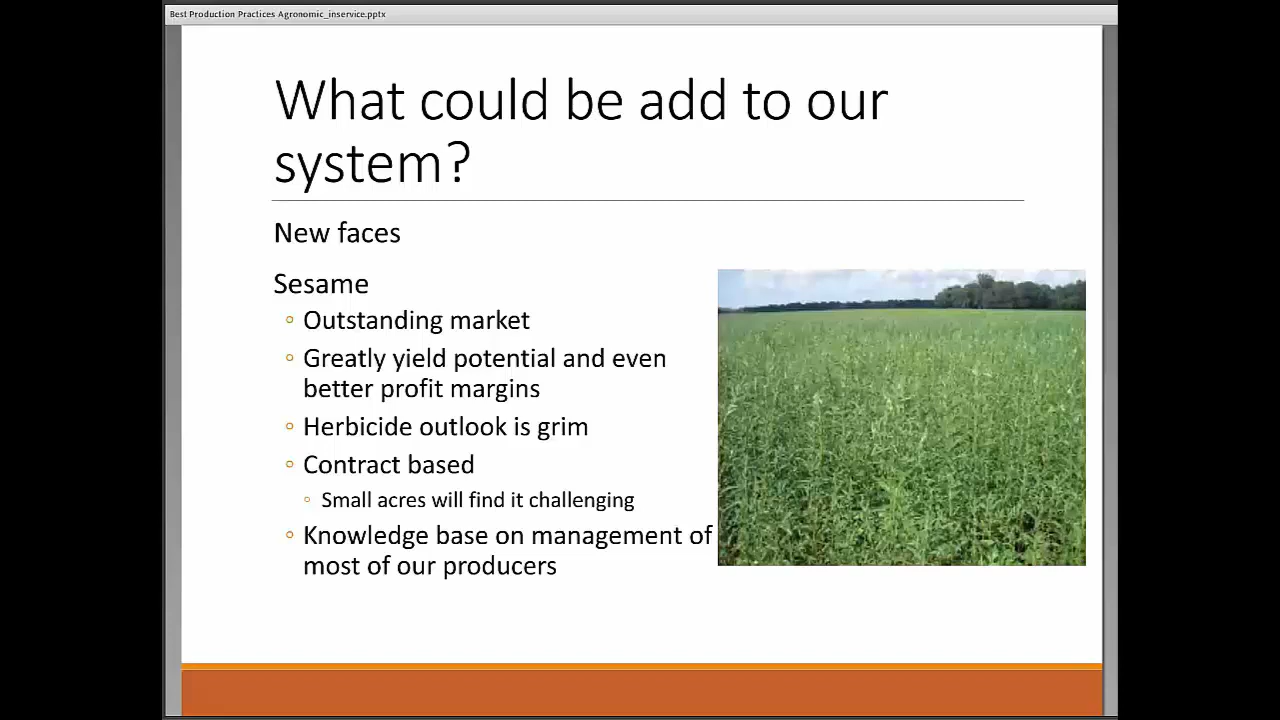 Best Production Practices Agronomic_inservice.pptx
What could be add to our
system?
New faces
Sesame
Outstanding market
Greatly yield potential and even
better profit margins
Herbicide outlook is grim
Contract based
Small acres will find it challenging
Knowledge base on management of
most of our producers